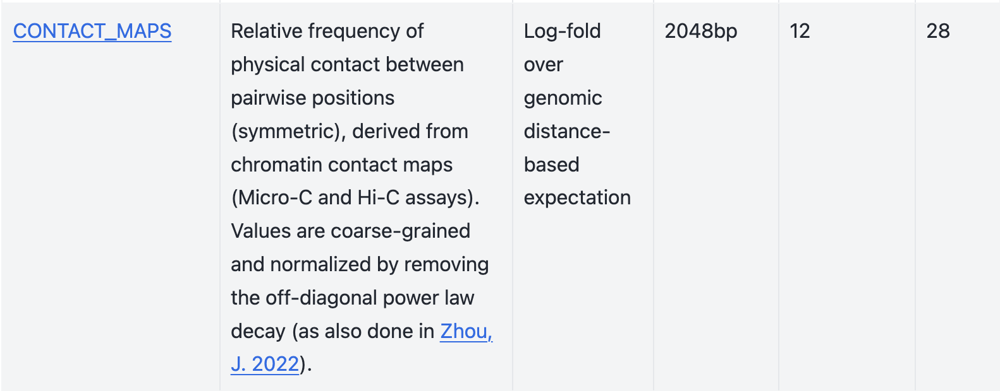 CONTACT_MAPS
Relative frequency of
physical contact between
pairwise positions
(symmetric), derived from
chromatin contact maps
(Micro-C and Hi-C assays).
Values are coarse-grained
and normalized by removing
the off-diagonal power law
decay (as also done in Zhou,
J. 2022).
Log-fold
over
genomic
distance-
based
expectation
2048bp
12
28